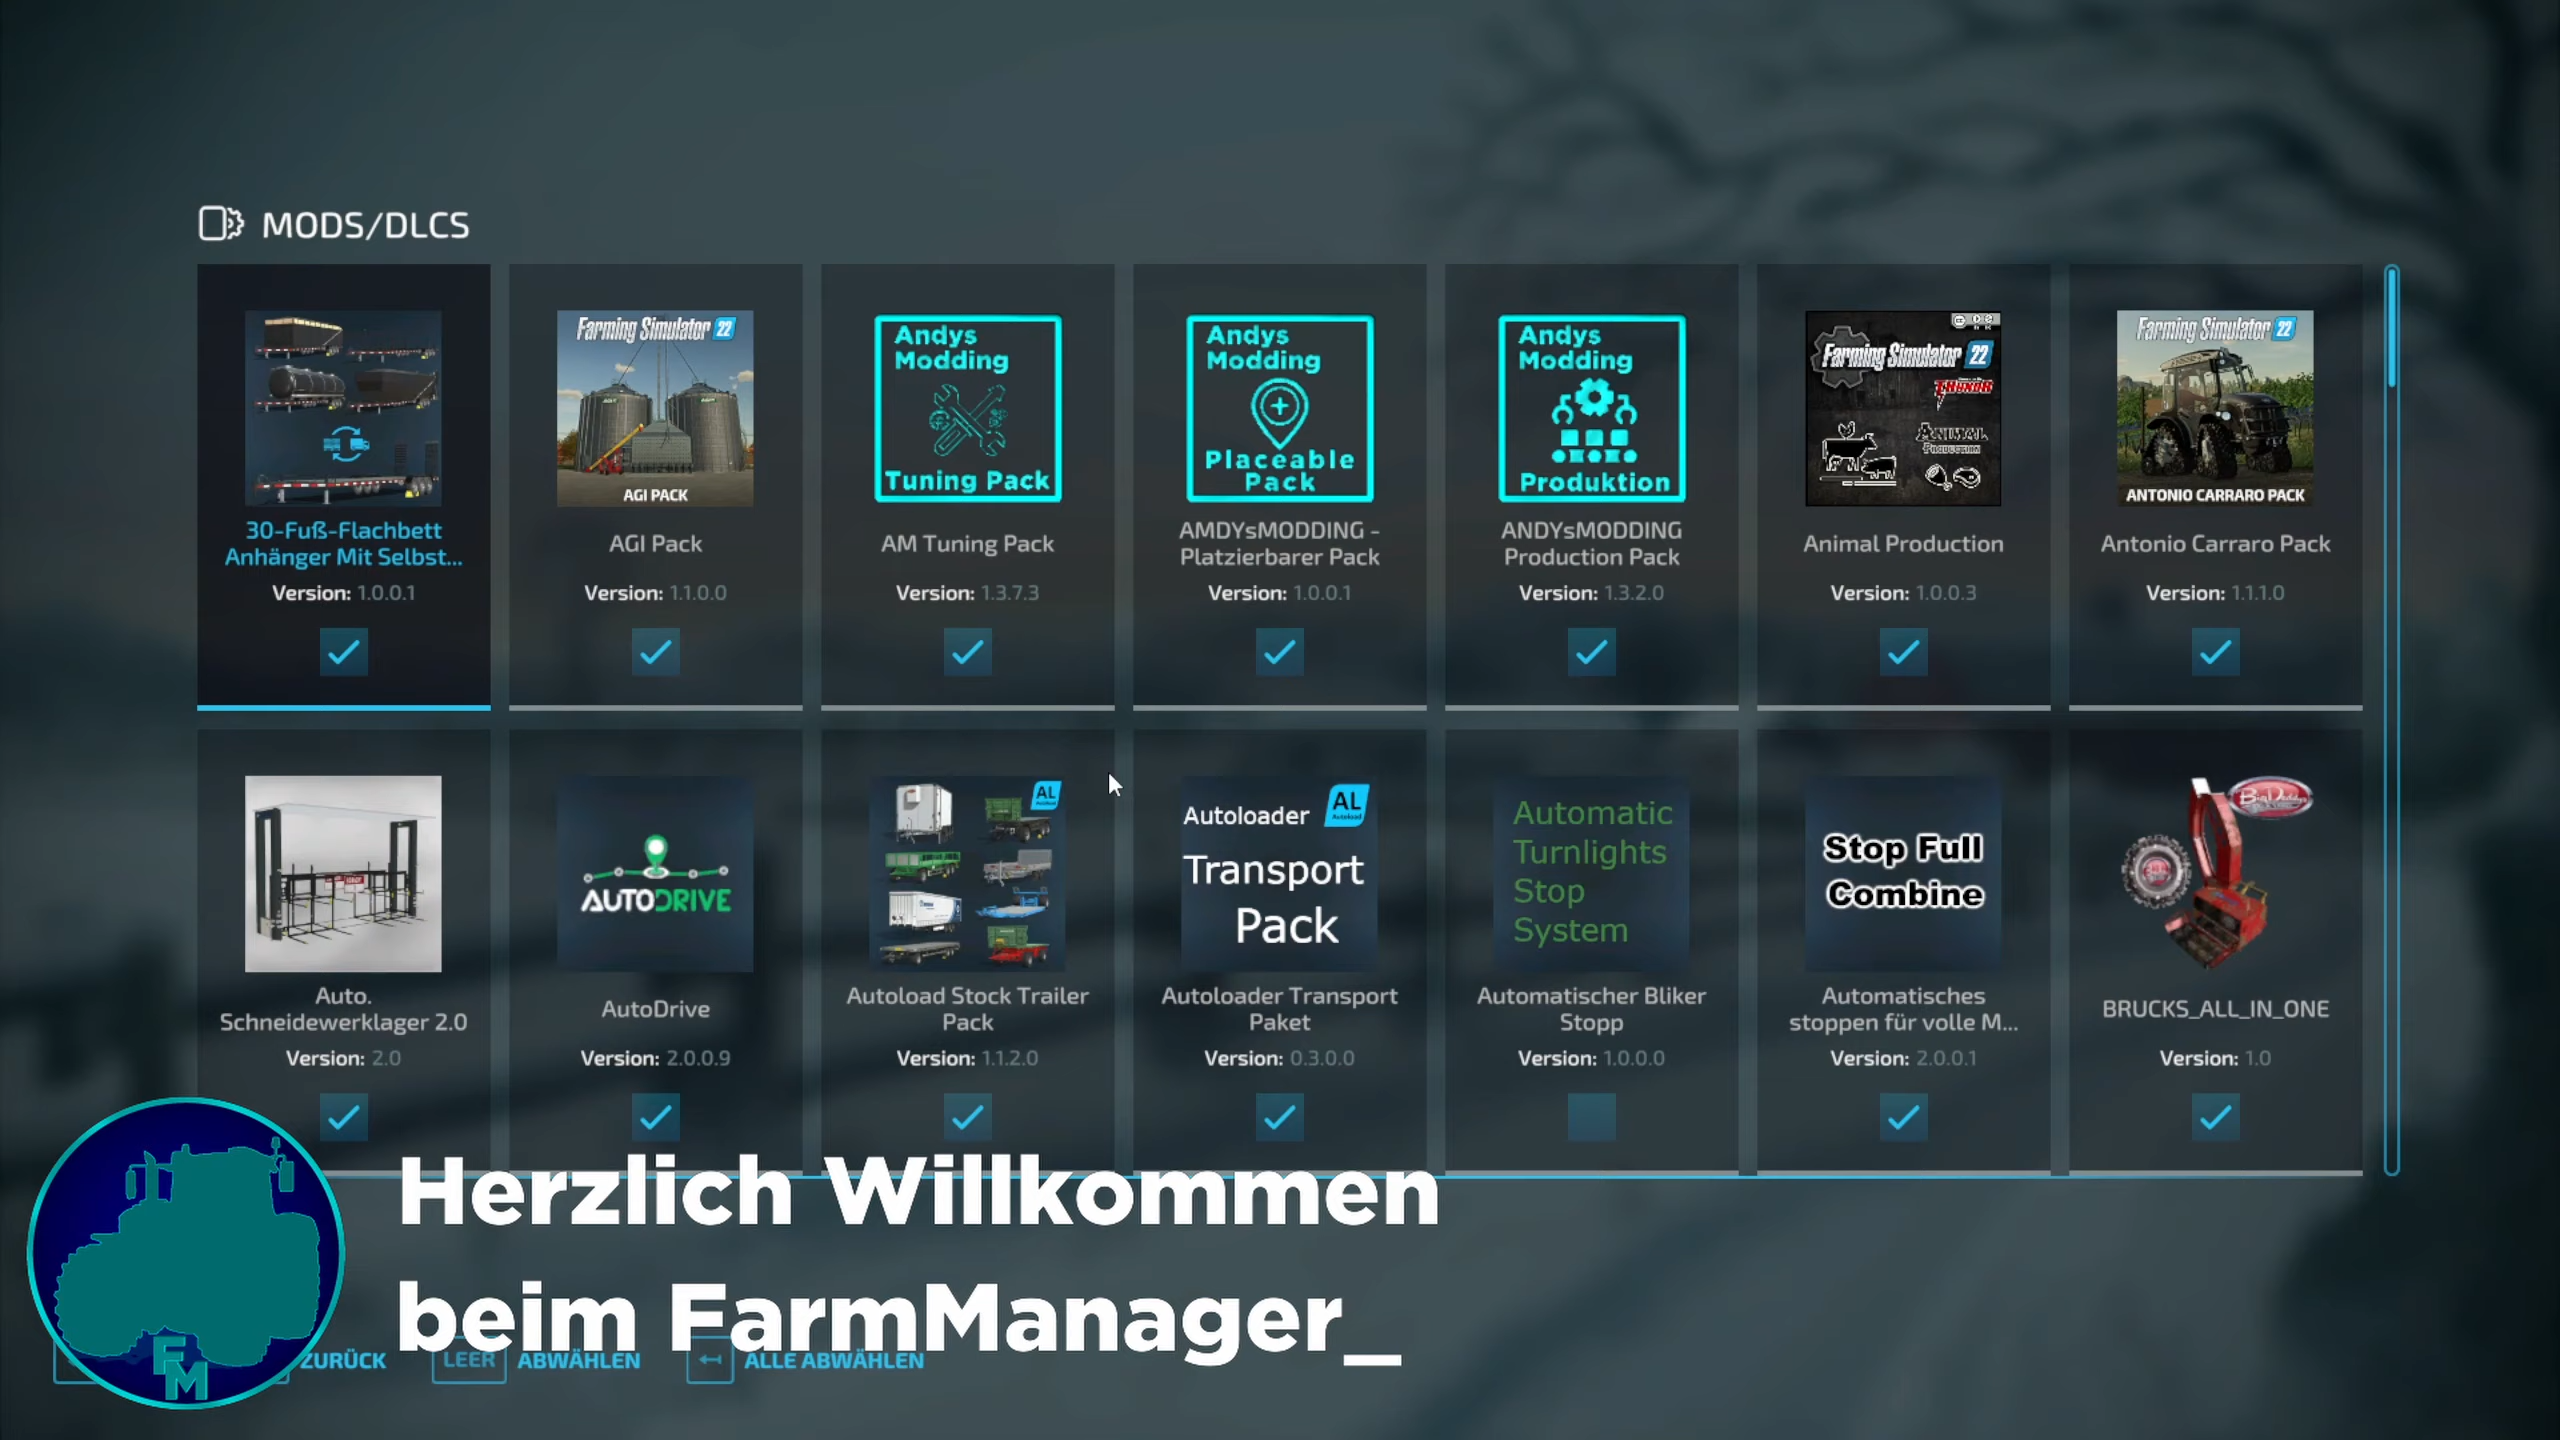 MODS/DLCS
Farming Simulator 22
AGI PACK
Andys
Modding
Tuning Pack
Andys
Modding
Placeable
Pack
Andys
Modding
Produktion
Farming Simulator 22
Animal
Production
Farming Simulator 22
ANTONIO CARRARO PACK
30-Fuß-Flachbett
Anhänger Mit Selbst...
AGI Pack
AM Tuning Pack
AMDYsMODDING -
Platzierbarer Pack
ANDYsMODDING
Production Pack
Animal Production
Antonio Carraro Pack
Version: 1.0.0.1
Version: 1.1.0.0
Version: 1.3.7.3
Version: 1.0.0.1
Version: 1.3.2.0
Version: 1.0.0.3
Version: 1.1.1.0
AUTODRIVE
AL
Autoload
Autoloader
AL
Autoload
Transport
Pack
Automatic
Turnlights
Stop
System
Stop Full
Combine
Auto.
Schneidewerklager 2.0
AutoDrive
Autoload Stock Trailer
Pack
Autoloader Transport
Paket
Automatischer Bliker
Stopp
Automatisches
stoppen für volle M...
BRUCKS_ALL_IN_ONE
Version: 2.0
Version: 2.0.0.9
Version: 1.1.2.0
Version: 0.3.0.0
Version: 1.0.0.0
Version: 2.0.0.1
Version: 1.0
Herzlich Willkommen
beim FarmManager_
FM
ZURÜCK
LEER ABWÄHLEN
ALLE ABWÄHLEN